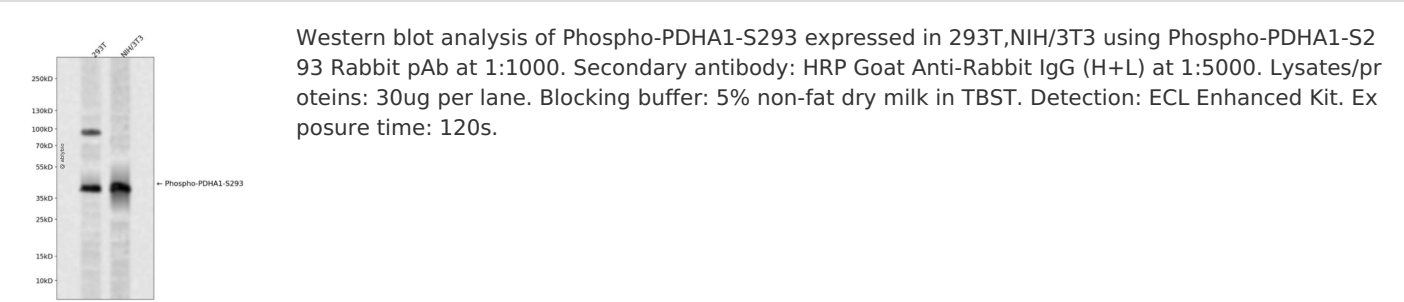 293T
NIH/3T3
250kD
130kD
100kD
70kD
55kD
35kD
25kD
15kD
10kD
@ abybio
← Phospho-PDHA1-S293
Western blot analysis of Phospho-PDHA1-S293 expressed in 293T,NIH/3T3 using Phospho-PDHA1-S2
93 Rabbit pAb at 1:1000. Secondary antibody: HRP Goat Anti-Rabbit IgG (H+L) at 1:5000. Lysates/pr
oteins: 30ug per lane. Blocking buffer: 5% non-fat dry milk in TBST. Detection: ECL Enhanced Kit. Ex
posure time: 120s.